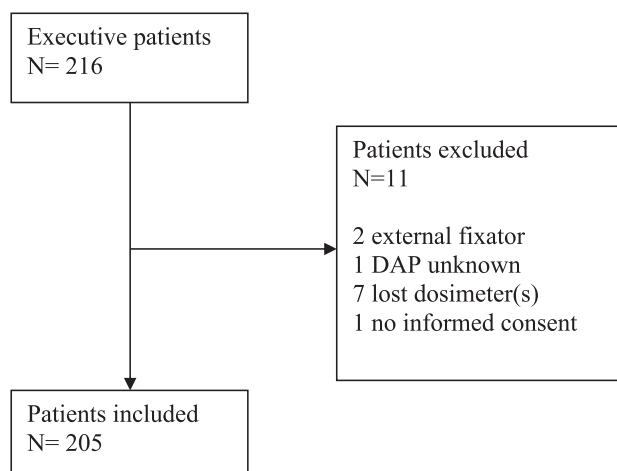 Executive patients
N= 216
Patients excluded
N=11
2 external fixator
1 DAP unknown
7 lost dosimeter(s)
1 no informed consent
Patients included
N= 205